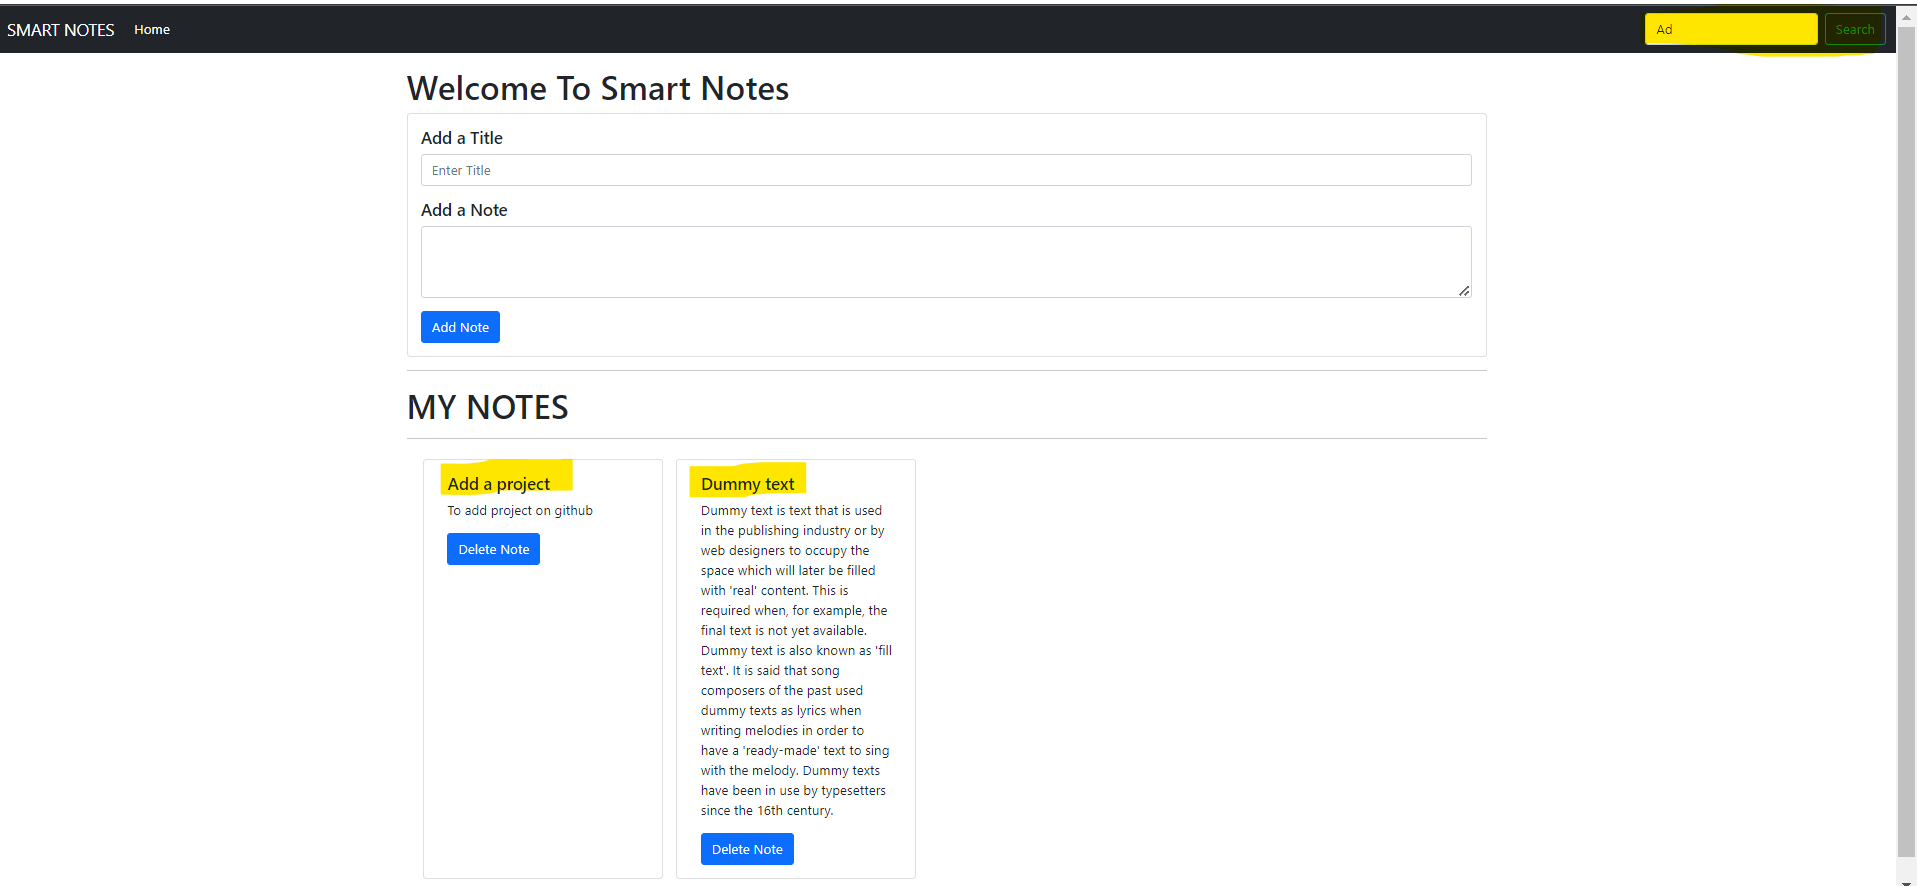 SMART NOTES Home Ad Search
Welcome To Smart Notes
Add a Title
Enter Title
Add a Note
Add Note
MY NOTES
Add a project
To add project on github
Delete Note
Dummy text
Dummy text is text that is used
in the publishing industry or by
web designers to occupy the
space which will later be filled
with 'real' content. This is
required when, for example, the
final text is not yet available.
Dummy text is also known as 'fill
text'. It is said that song
composers of the past used
dummy texts as lyrics when
writing melodies in order to
have a 'ready-made' text to sing
with the melody. Dummy texts
have been in use by typesetters
since the 16th century.
Delete Note